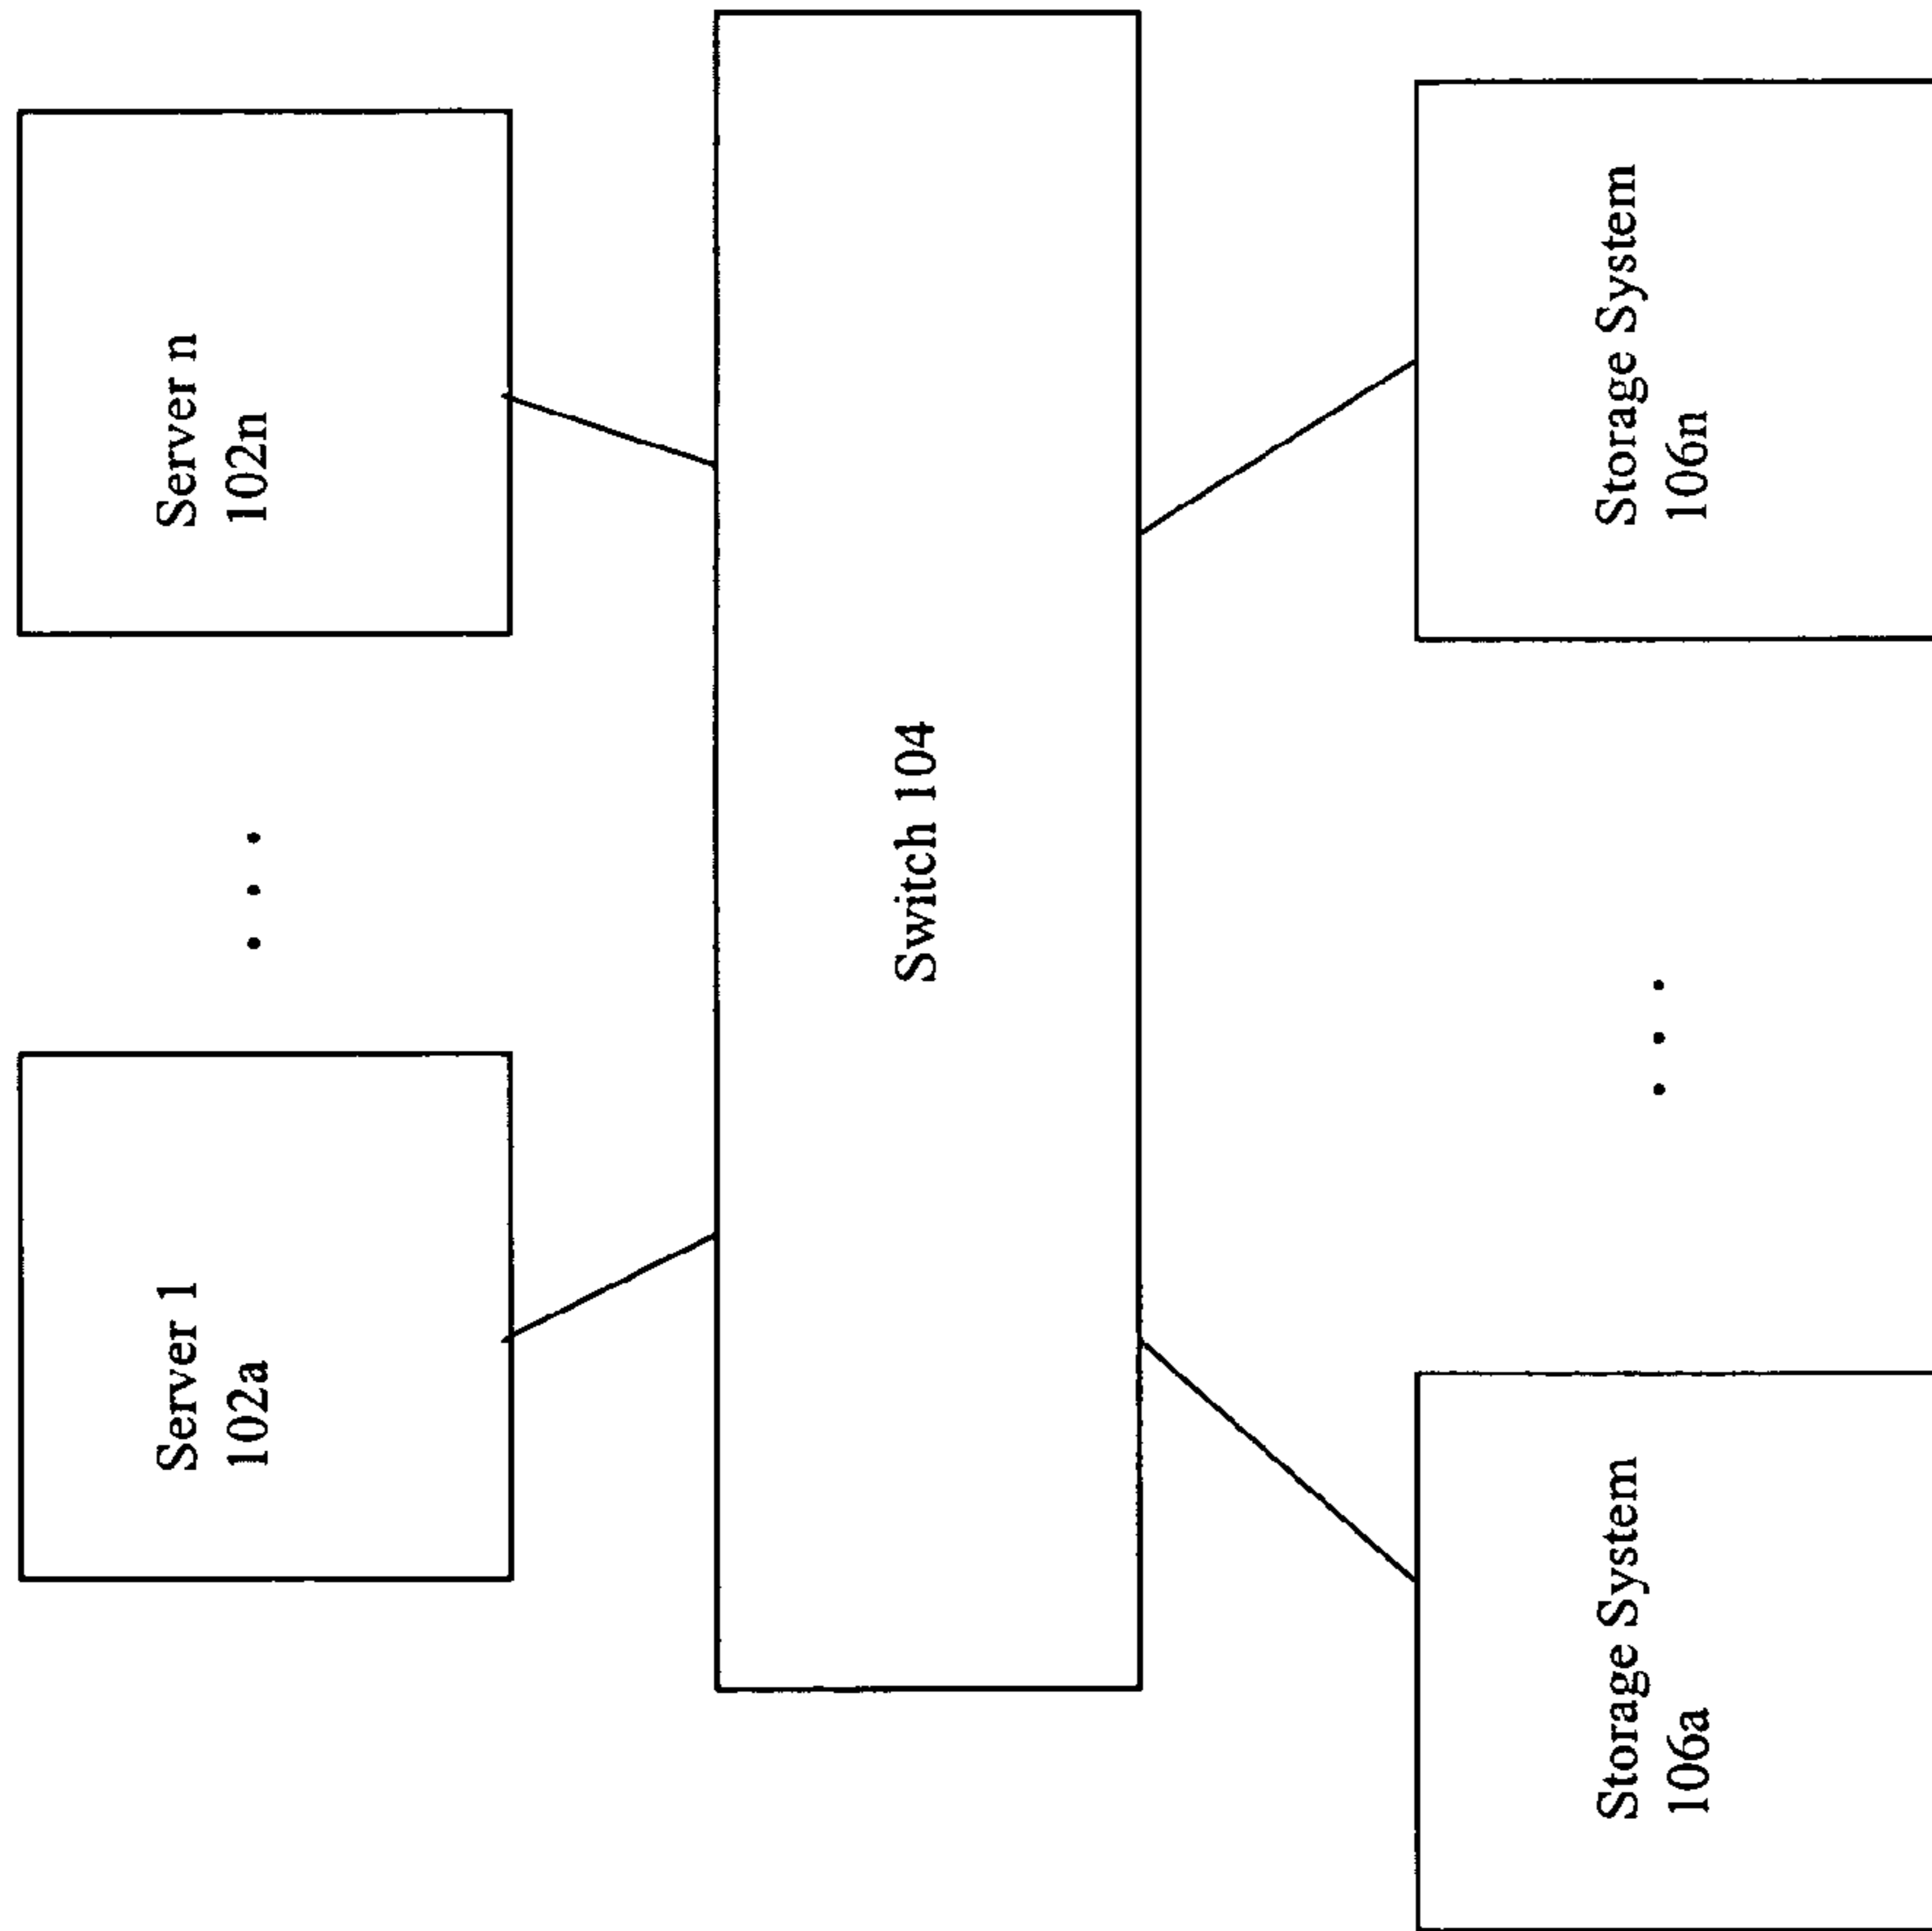 Server 1
102a
Server n
102n
Switch 104
Storage System
106a
Storage System
106n